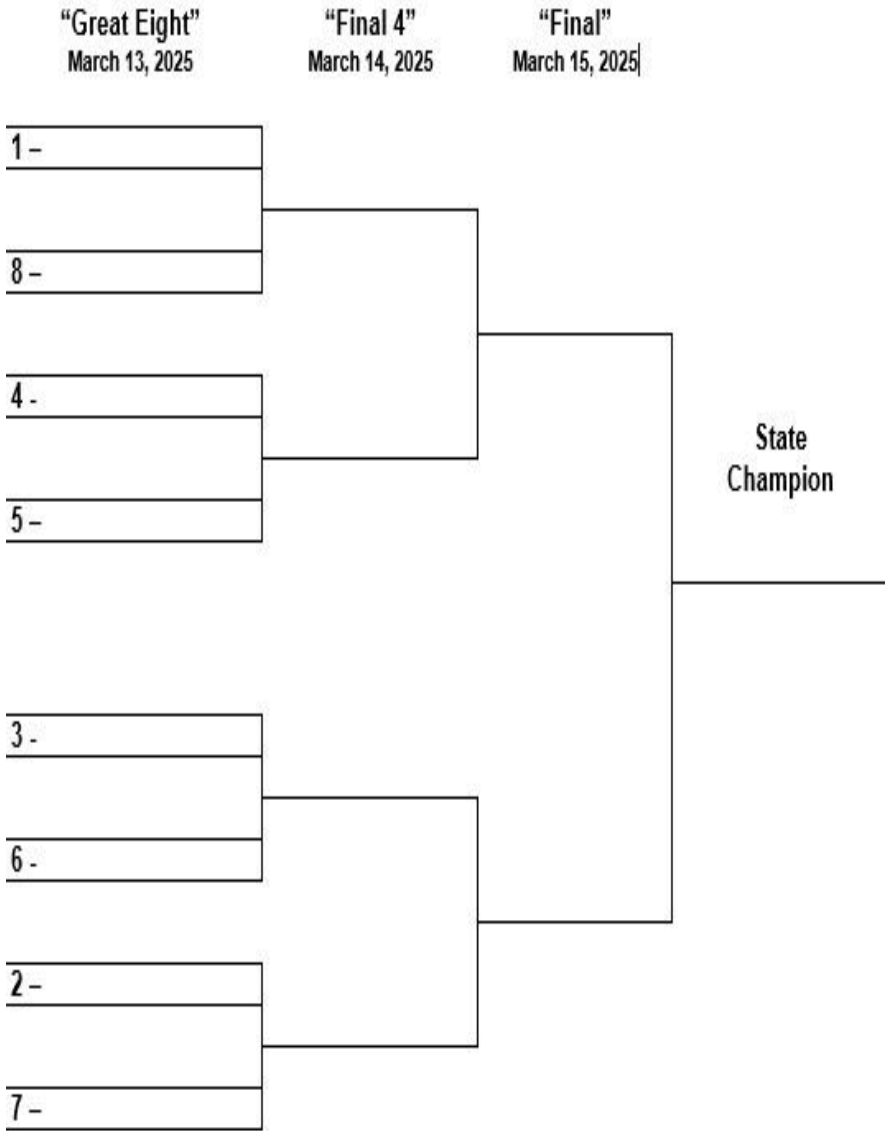 “Great Eight”
March 13, 2025
“Final 4”
March 14, 2025
“Final”
March 15, 2025
1 –
8 –
4 -
5 –
State
Champion
3 -
6 -
2 –
7 –